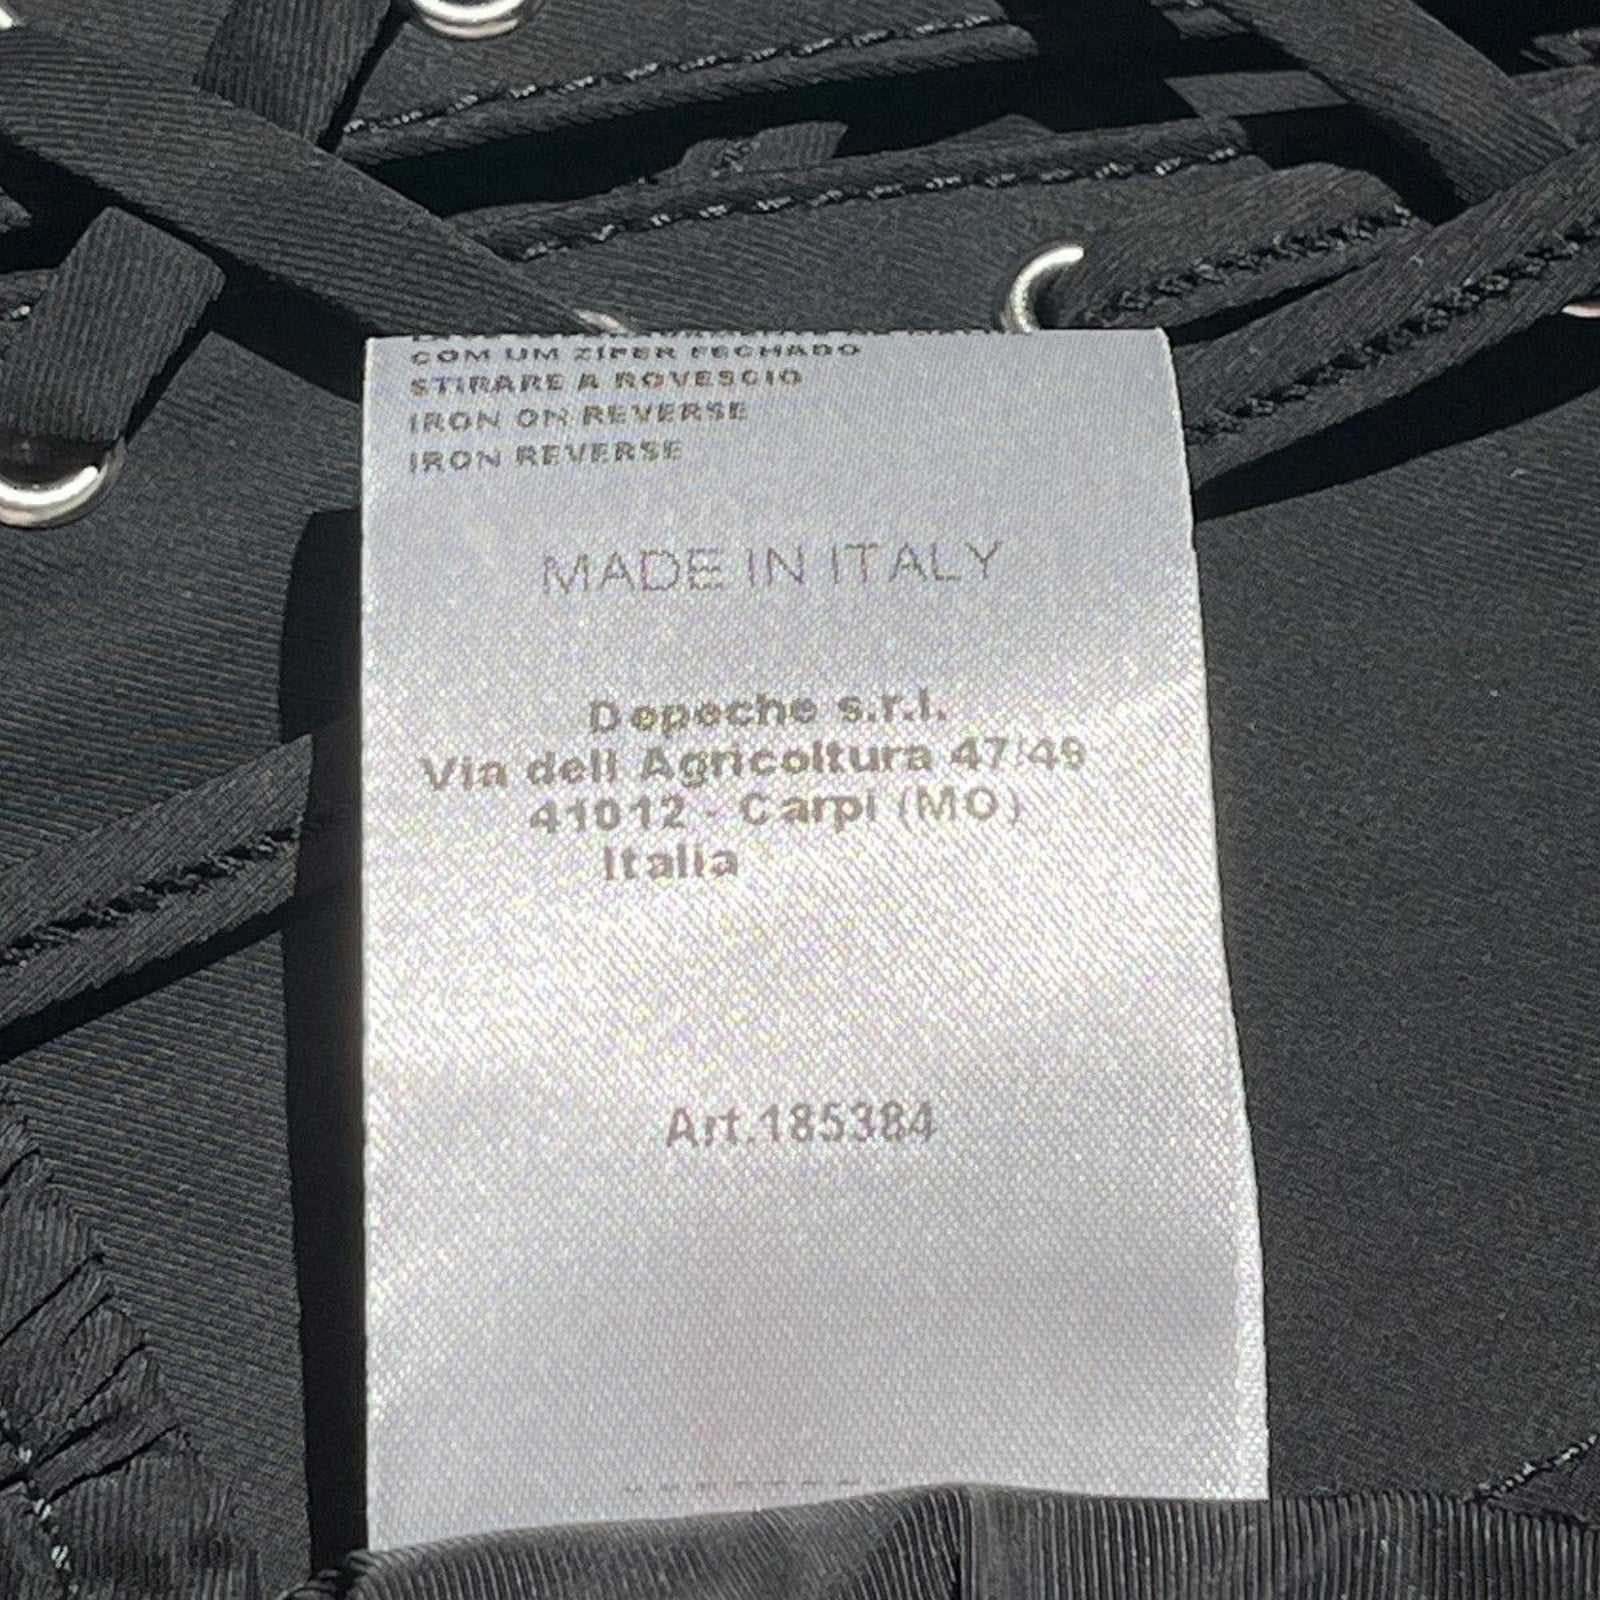 COM UM ZIPER FECHADO
STIRARE A ROVESCIO
IRON ON REVERSE
IRON REVERSE
MADE IN ITALY
Depeche s.r.l.
Via dell Agricoltura 47/49
41012 - Carpi (MO)
Italia
Art.185384